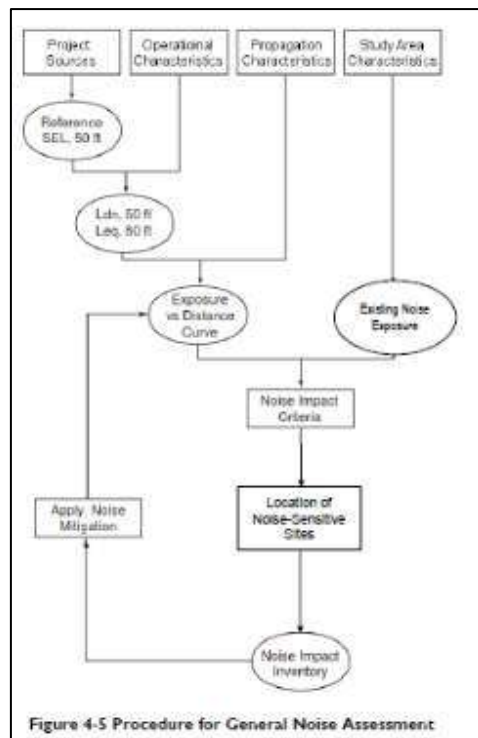 Project
Sources
Operational
Characteristics
Propagation
Characteristics
Study Area
Characteristics
Reference
SEL, 50 ft
Ldn, 50 ft
Leq, 50 ft
Exposure
vs Distance
Curve
Existing Noise
Exposure
Noise Impact
Criteria
Apply Noise
Mitigation
Location of
Noise-Sensitive
Sites
Noise Impact
Inventory
Figure 4-5 Procedure for General Noise Assessment